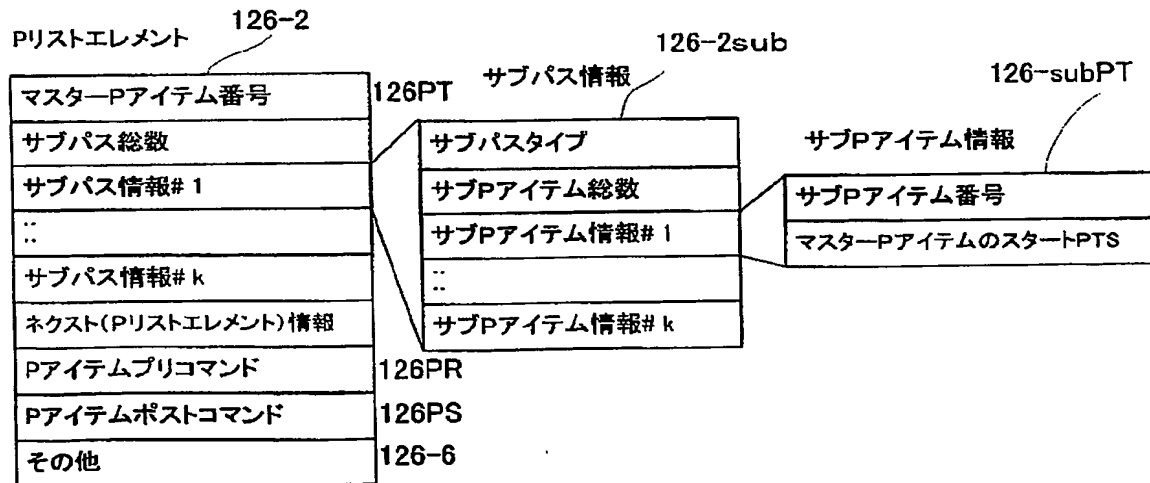 Pリストエレメント
126-2
マスターPアイテム番号
126PT
サブパス総数
サブパス情報#1
::
サブパス情報#k
ネクスト(Pリストエレメント)情報
Pアイテムプリコマンド
126PR
Pアイテムポストコマンド
126PS
その他
126-6
サブパス情報
126-2sub
サブパスタイプ
サブPアイテム総数
サブPアイテム情報#1
::
サブPアイテム情報#k
126-subPT
サブPアイテム情報
サブPアイテム番号
マスターPアイテムのスタートPTS